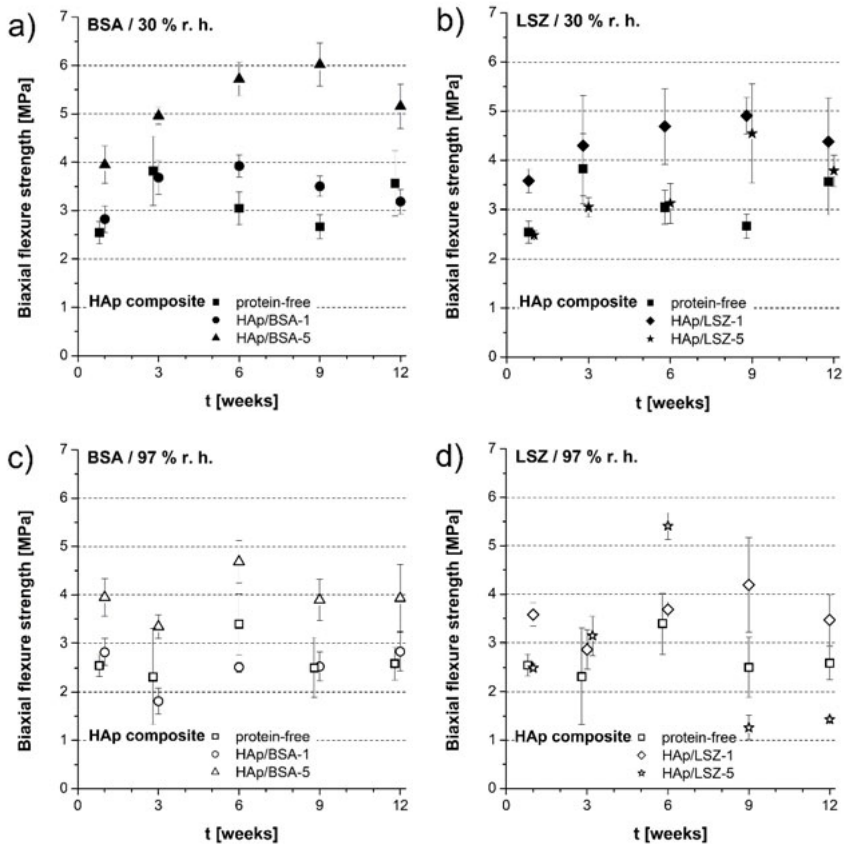 a)
BSA / 30 % r. h.
Biaxial flexure strength [MPa]
7
6
5
4
3
2
1
0
HAp composite
protein-free
HAp/BSA-1
HAp/BSA-5
0 3 6 9 12
t [weeks]
b)
LSZ / 30 % r. h.
Biaxial flexure strength [MPa]
7
6
5
4
3
2
1
0
HAp composite
protein-free
HAp/LSZ-1
HAp/LSZ-5
0 3 6 9 12
t [weeks]
c)
BSA / 97 % r. h.
Biaxial flexure strength [MPa]
7
6
5
4
3
2
1
0
HAp composite
protein-free
HAp/BSA-1
HAp/BSA-5
0 3 6 9 12
t [weeks]
d)
LSZ / 97 % r. h.
Biaxial flexure strength [MPa]
7
6
5
4
3
2
1
0
HAp composite
protein-free
HAp/LSZ-1
HAp/LSZ-5
0 3 6 9 12
t [weeks]